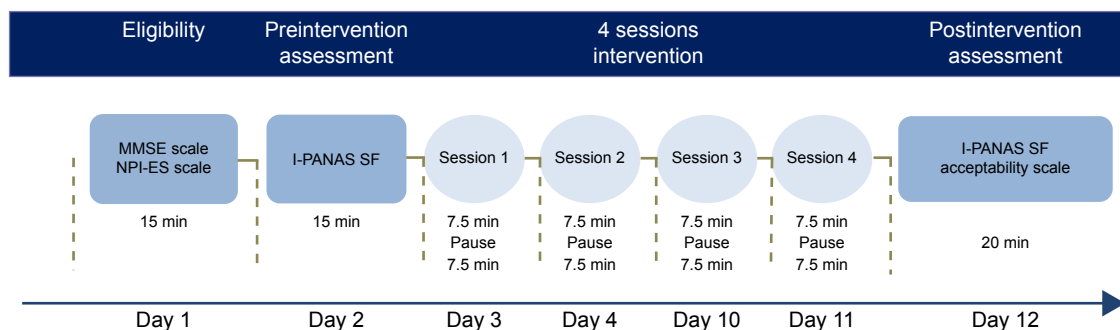 Eligibility
Preintervention
assessment
4 sessions
intervention
Postintervention
assessment
MMSE scale
NPI-ES scale
I-PANAS SF
Session 1
Session 2
Session 3
Session 4
I-PANAS SF
acceptability scale
15 min
15 min
7.5 min
Pause
7.5 min
7.5 min
Pause
7.5 min
7.5 min
Pause
7.5 min
7.5 min
Pause
7.5 min
20 min
Day 1
Day 2
Day 3
Day 4
Day 10
Day 11
Day 12